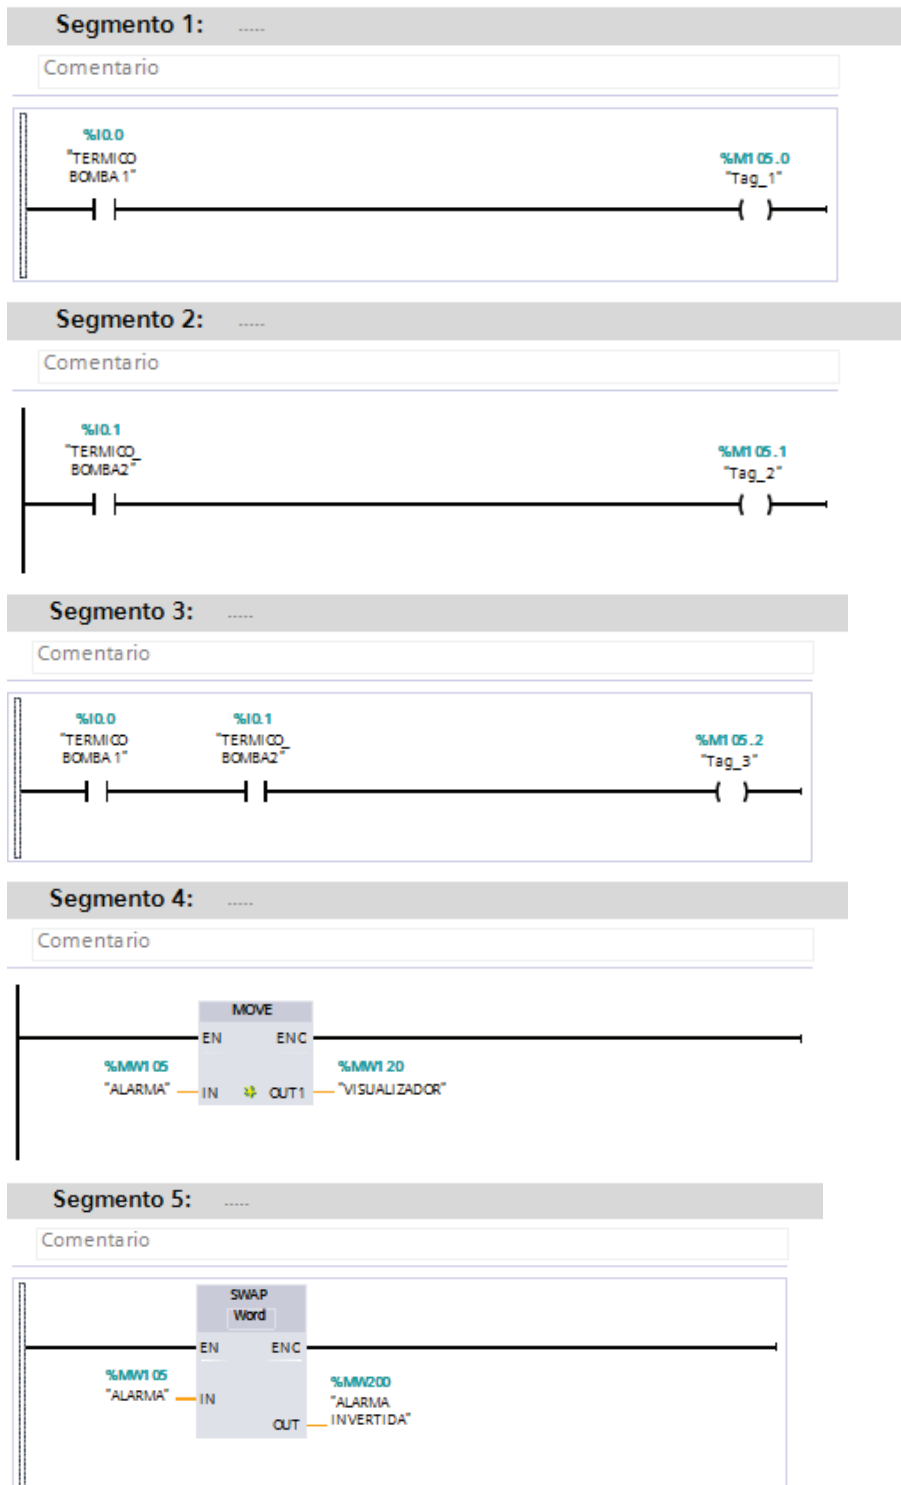 Segmento 1: .....
Comentario
%I0.0
"TERMICO
BOMBA 1"
%M105.0
"Tag_1"
Segmento 2: .....
Comentario
%I0.1
"TERMICO_
BOMBA2"
%M105.1
"Tag_2"
Segmento 3: .....
Comentario
%I0.0
"TERMICO
BOMBA 1"
%I0.1
"TERMICO_
BOMBA2"
%M105.2
"Tag_3"
Segmento 4: .....
Comentario
MOVE
EN ENO
%MW105
"ALARMA"
IN OUT1
%MW120
"VISUALIZADOR"
Segmento 5: .....
Comentario
SWAP
Word
EN ENO
%MW105
"ALARMA"
IN
OUT
%MW200
"ALARMA
INVERTIDA"